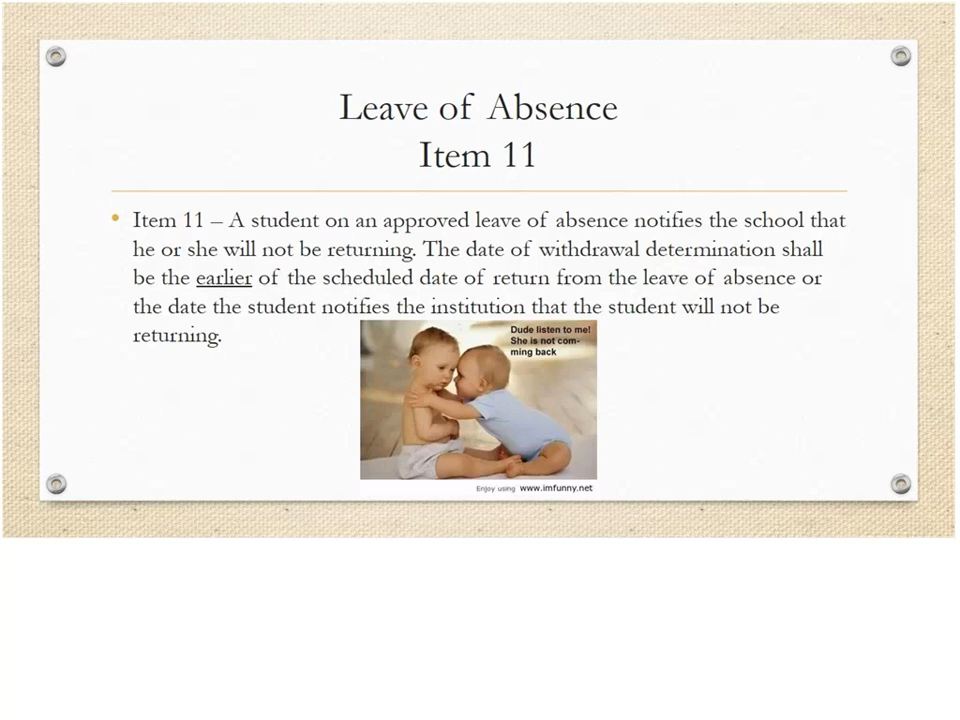 Leave of Absence
Item 11
• Item 11 – A student on an approved leave of absence notifies the school that
he or she will not be returning. The date of withdrawal determination shall
be the earlier of the scheduled date of return from the leave of absence or
the date the student notifies the institution that the student will not be
returning.
Dude listen to me!
She is not com-
ming back
Enjoy using www.imfunny.net